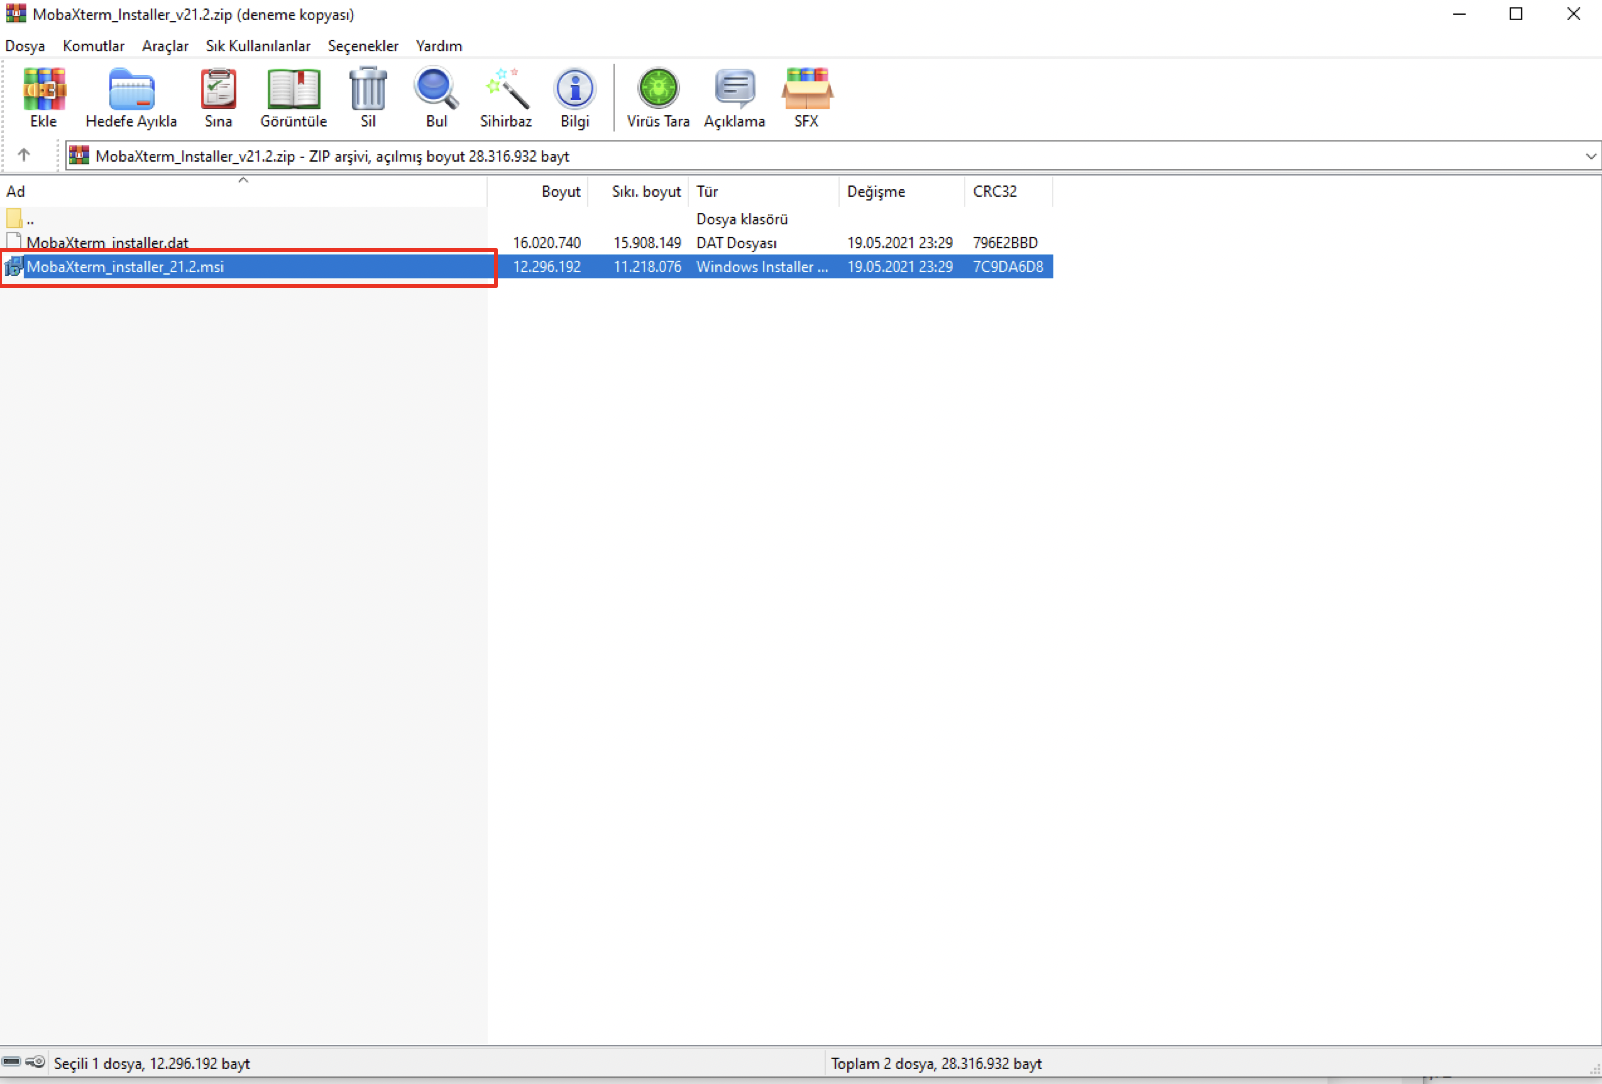 MobaXterm_Installer_v21.2.zip (deneme kopyası)
Dosya Komutlar Araçlar Sık Kullanılanlar Seçenekler Yardım
Ekle Hedefe Ayıkla Sına Görüntüle Sil Bul Sihirbaz Bilgi Virüs Tara Açıklama SFX
MobaXterm_Installer_v21.2.zip - ZIP arşivi, açılmış boyut 28.316.932 bayt
Ad Boyut Sıkı. boyut Tür Değişme CRC32
.. Dosya klasörü
MobaXterm_installer.dat 16.020.740 15.908.149 DAT Dosyası 19.05.2021 23:29 796E2BBD
MobaXterm_installer_21.2.msi 12.296.192 11.218.076 Windows Installer ... 19.05.2021 23:29 7C9DA6D8
Seçili 1 dosya, 12.296.192 bayt Toplam 2 dosya, 28.316.932 bayt